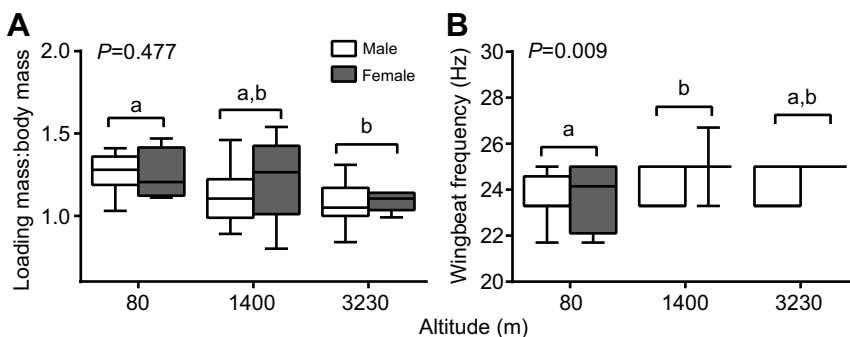 A
P=0.477
Male
Female
Loading mass:body mass
2.0
1.5
1.0
a
a,b
b
80
1400
3230
B
P=0.009
Wingbeat frequency (Hz)
30
28
26
24
22
20
a
b
a,b
80
1400
3230
Altitude (m)